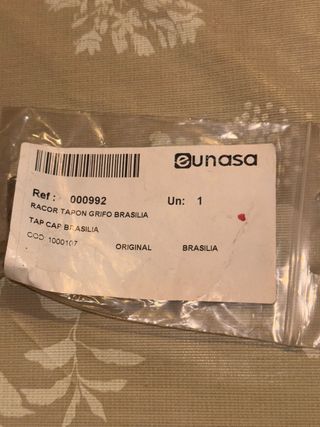 eunasa
Ref : 000992 Un: 1
RACOR TAPON GRIFO BRASILIA
TAP CAP BRASILIA
COD 1000107 ORIGINAL BRASILIA